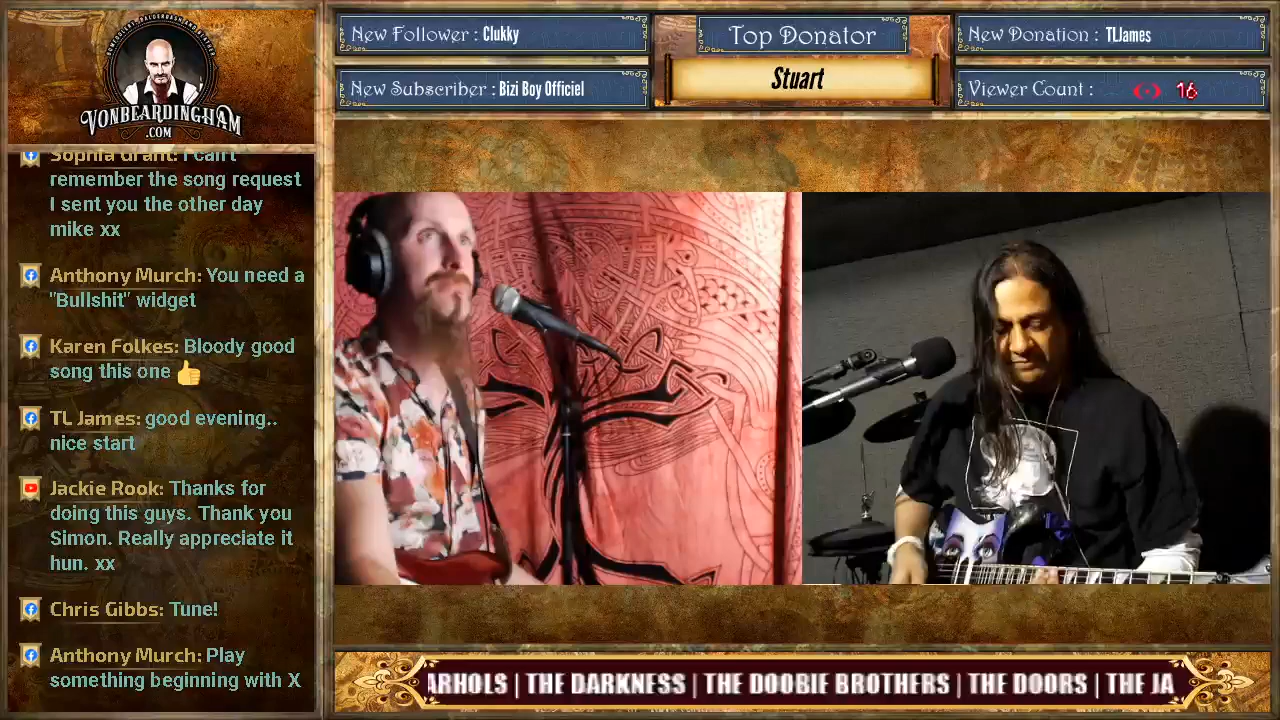 VONBEARDINGHAM
.COM
New Follower : Clukky
New Subscriber : Bizi Boy Officiel
Top Donator
Stuart
New Donation : TLJames
Viewer Count : 16
Sophia Grant: I can't
remember the song request
I sent you the other day
mike xx
Anthony Murch: You need a
"Bullshit" widget
Karen Folkes: Bloody good
song this one 👍
TL James: good evening..
nice start
Jackie Rook: Thanks for
doing this guys. Thank you
Simon. Really appreciate it
hun. xx
Chris Gibbs: Tune!
Anthony Murch: Play
something beginning with X
ARHOLS | THE DARKNESS | THE DOOBIE BROTHERS | THE DOORS | THE JA